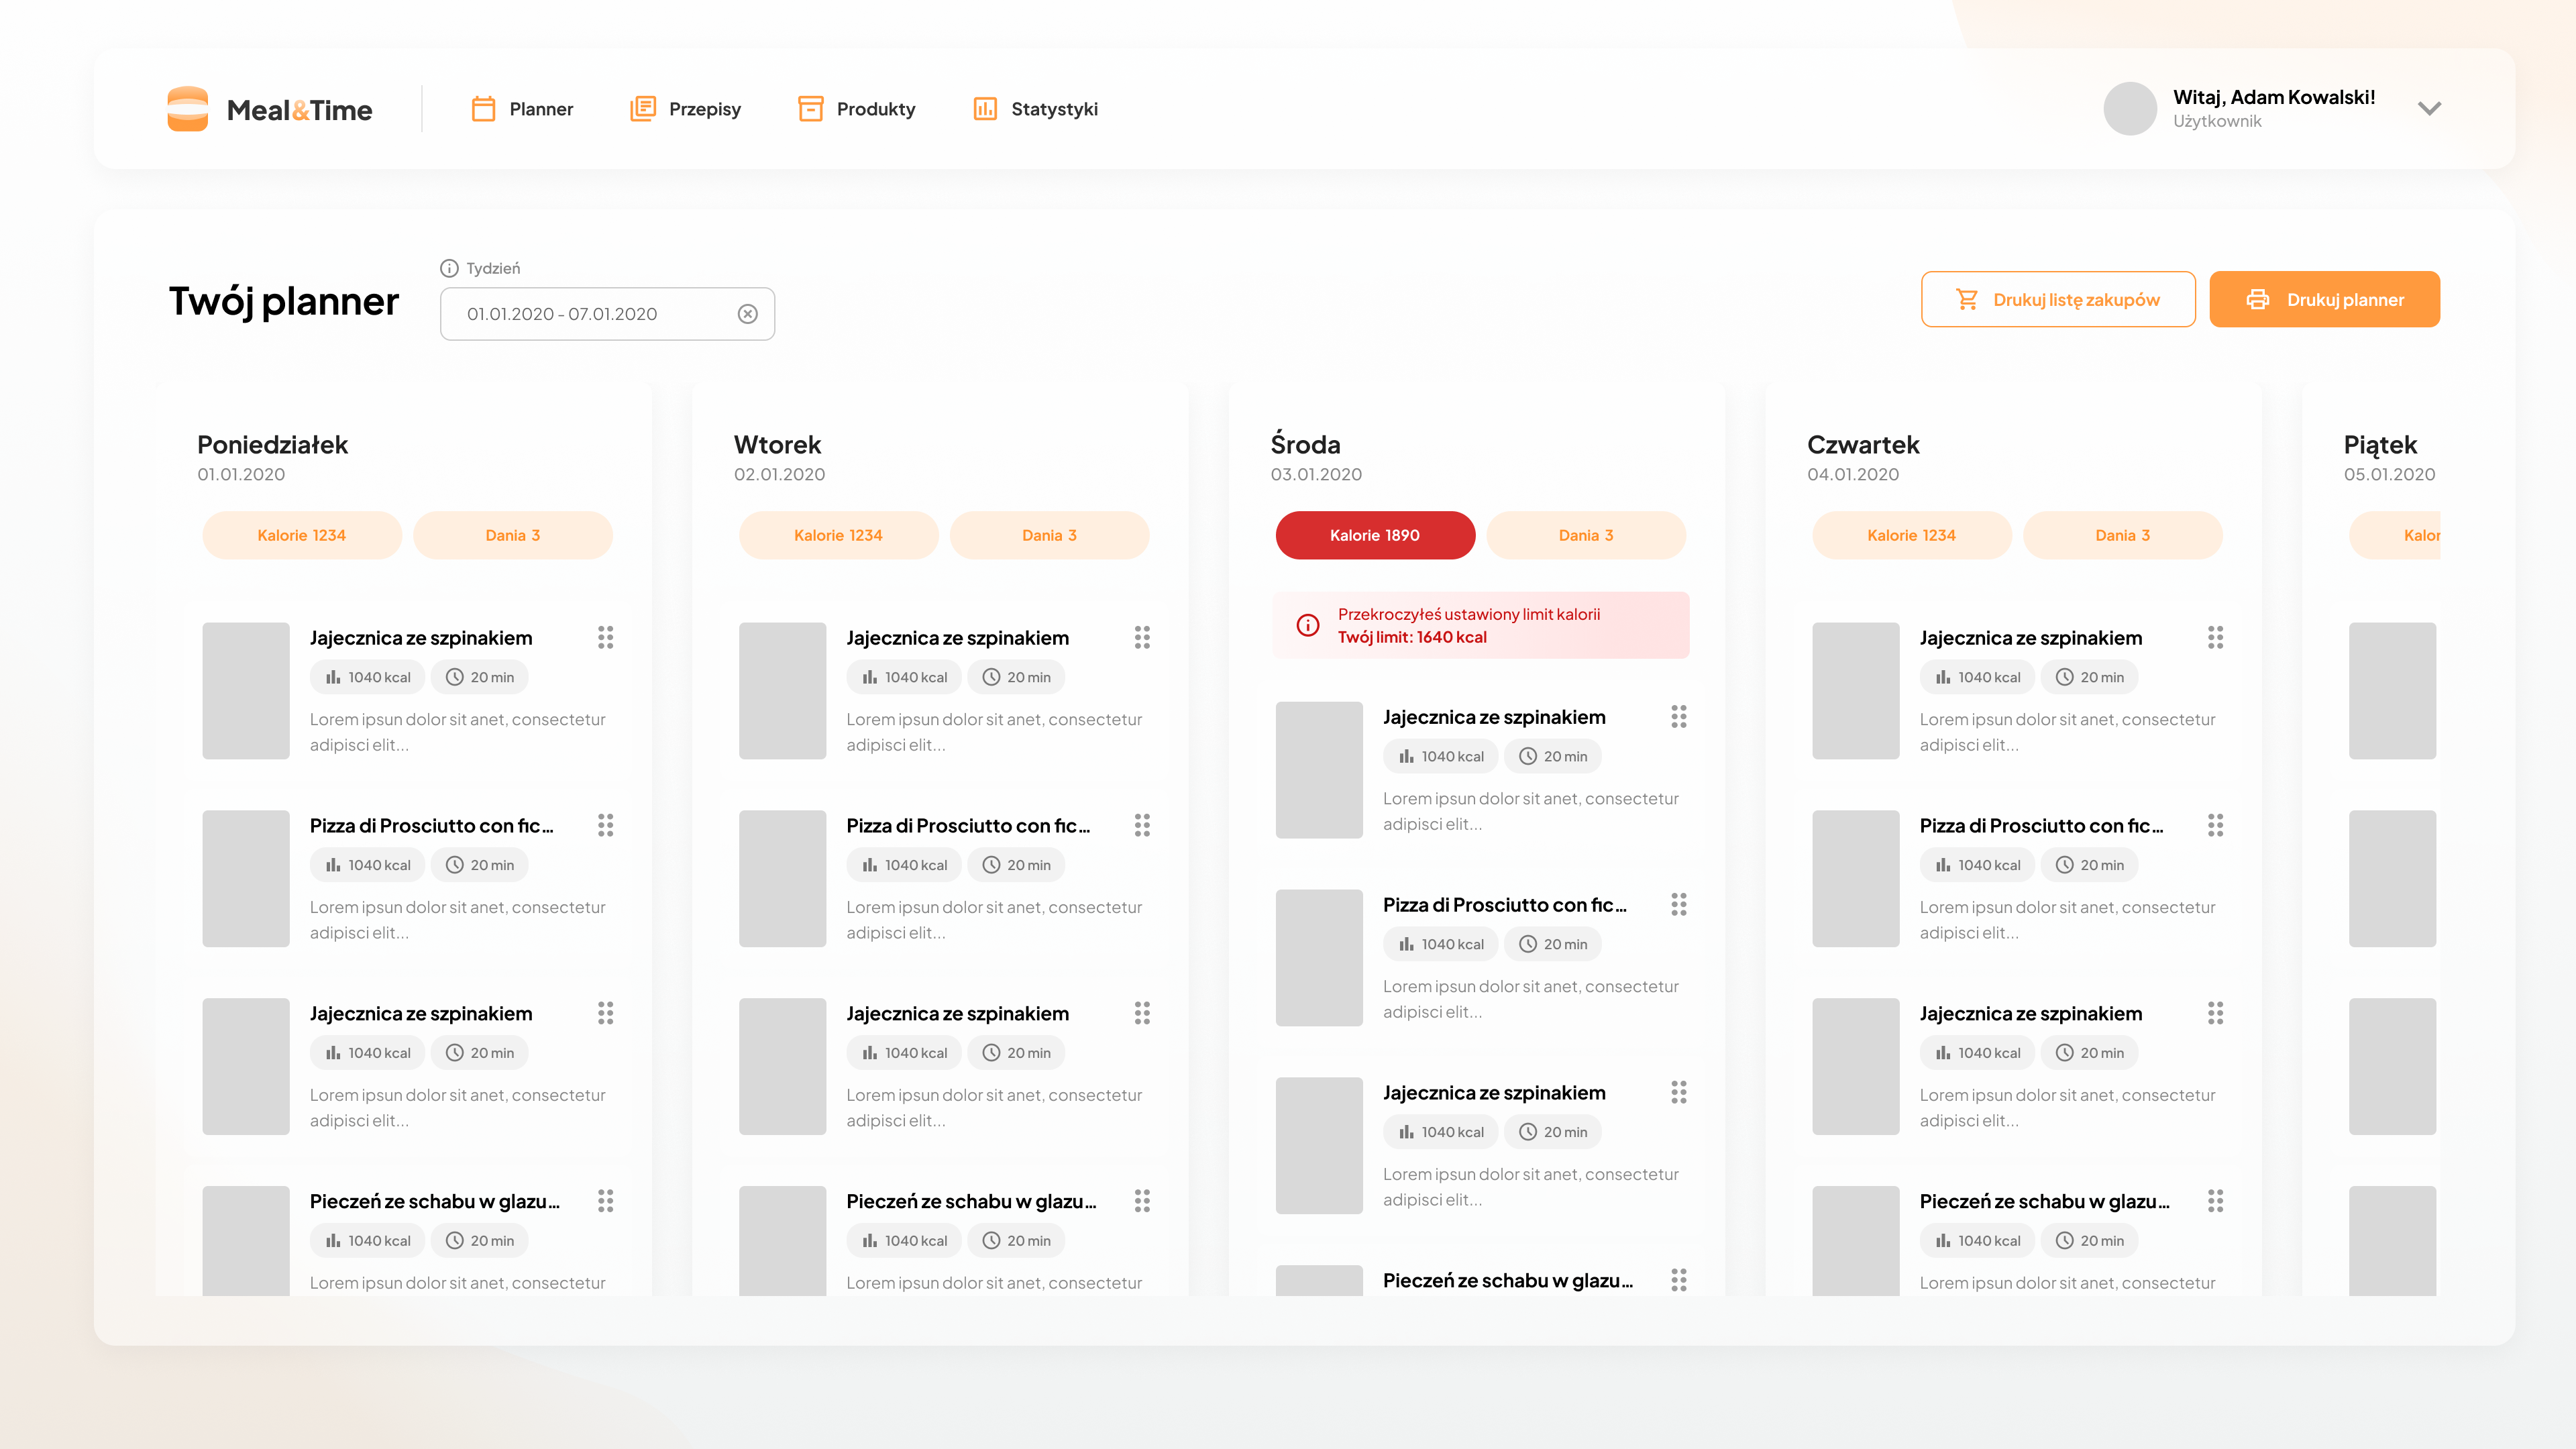 Meal&Time
Planner
Przepisy
Produkty
Statystyki
Witaj, Adam Kowalski!
Użytkownik
Twój planner
Tydzień
01.01.2020 - 07.01.2020
Drukuj listę zakupów
Drukuj planner
Poniedziałek
01.01.2020
Kalorie 1234
Dania 3
Jajecznica ze szpinakiem
1040 kcal
20 min
Lorem ipsun dolor sit anet, consectetur
adipisci elit...
Pizza di Prosciutto con fic...
1040 kcal
20 min
Lorem ipsun dolor sit anet, consectetur
adipisci elit...
Jajecznica ze szpinakiem
1040 kcal
20 min
Lorem ipsun dolor sit anet, consectetur
adipisci elit...
Pieczeń ze schabu w glazu...
1040 kcal
20 min
Lorem ipsun dolor sit anet, consectetur
Wtorek
02.01.2020
Kalorie 1234
Dania 3
Jajecznica ze szpinakiem
1040 kcal
20 min
Lorem ipsun dolor sit anet, consectetur
adipisci elit...
Pizza di Prosciutto con fic...
1040 kcal
20 min
Lorem ipsun dolor sit anet, consectetur
adipisci elit...
Jajecznica ze szpinakiem
1040 kcal
20 min
Lorem ipsun dolor sit anet, consectetur
adipisci elit...
Pieczeń ze schabu w glazu...
1040 kcal
20 min
Lorem ipsun dolor sit anet, consectetur
Środa
03.01.2020
Kalorie 1890
Dania 3
Przekroczyłeś ustawiony limit kalorii
Twój limit: 1640 kcal
Jajecznica ze szpinakiem
1040 kcal
20 min
Lorem ipsun dolor sit anet, consectetur
adipisci elit...
Pizza di Prosciutto con fic...
1040 kcal
20 min
Lorem ipsun dolor sit anet, consectetur
adipisci elit...
Jajecznica ze szpinakiem
1040 kcal
20 min
Lorem ipsun dolor sit anet, consectetur
adipisci elit...
Pieczeń ze schabu w glazu...
Czwartek
04.01.2020
Kalorie 1234
Dania 3
Jajecznica ze szpinakiem
1040 kcal
20 min
Lorem ipsun dolor sit anet, consectetur
adipisci elit...
Pizza di Prosciutto con fic...
1040 kcal
20 min
Lorem ipsun dolor sit anet, consectetur
adipisci elit...
Jajecznica ze szpinakiem
1040 kcal
20 min
Lorem ipsun dolor sit anet, consectetur
adipisci elit...
Pieczeń ze schabu w glazu...
1040 kcal
20 min
Lorem ipsun dolor sit anet, consectetur
Piątek
05.01.2020
Kalor